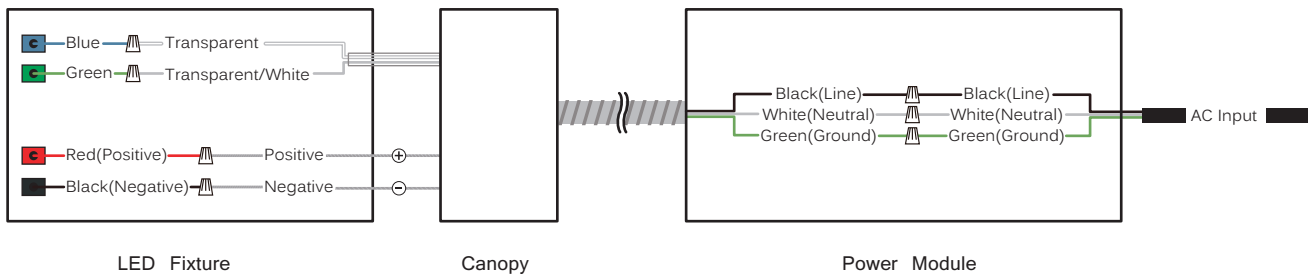 Blue Transparent
Green Transparent/White
Red(Positive) Positive +
Black(Negative) Negative −
Black(Line) Black(Line)
White(Neutral) White(Neutral)
Green(Ground) Green(Ground)
AC Input
LED Fixture
Canopy
Power Module